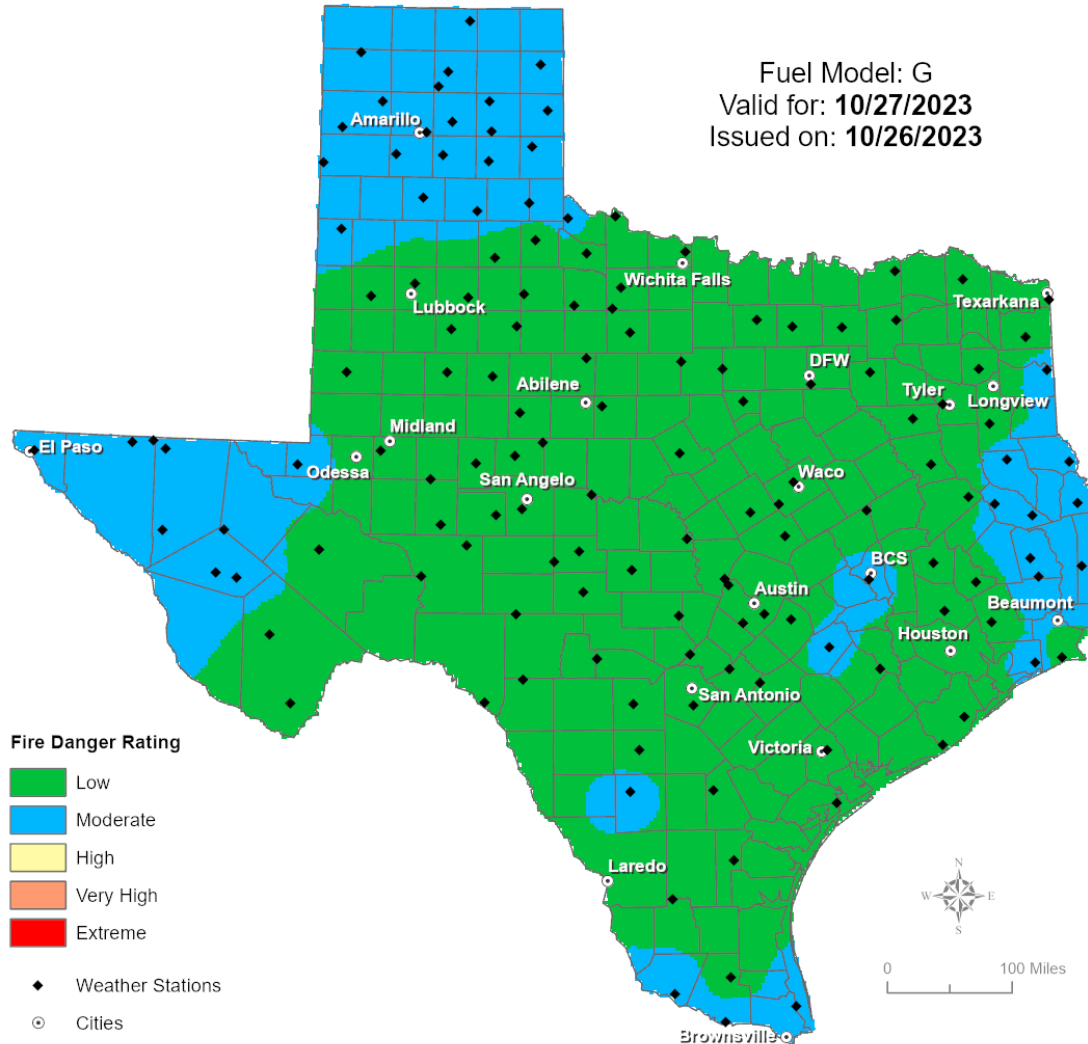 Fuel Model: G
Valid for: 10/27/2023
Issued on: 10/26/2023
Amarillo
Wichita Falls
Lubbock
Texarkana
DFW
Abilene
Tyler
Longview
Midland
El Paso
Odessa
Waco
San Angelo
BCS
Austin
Beaumont
Houston
San Antonio
Victoria
Fire Danger Rating
Low
Moderate
High
Very High
Extreme
Weather Stations
Cities
Laredo
Brownsville
N
W E
S
0 100 Miles